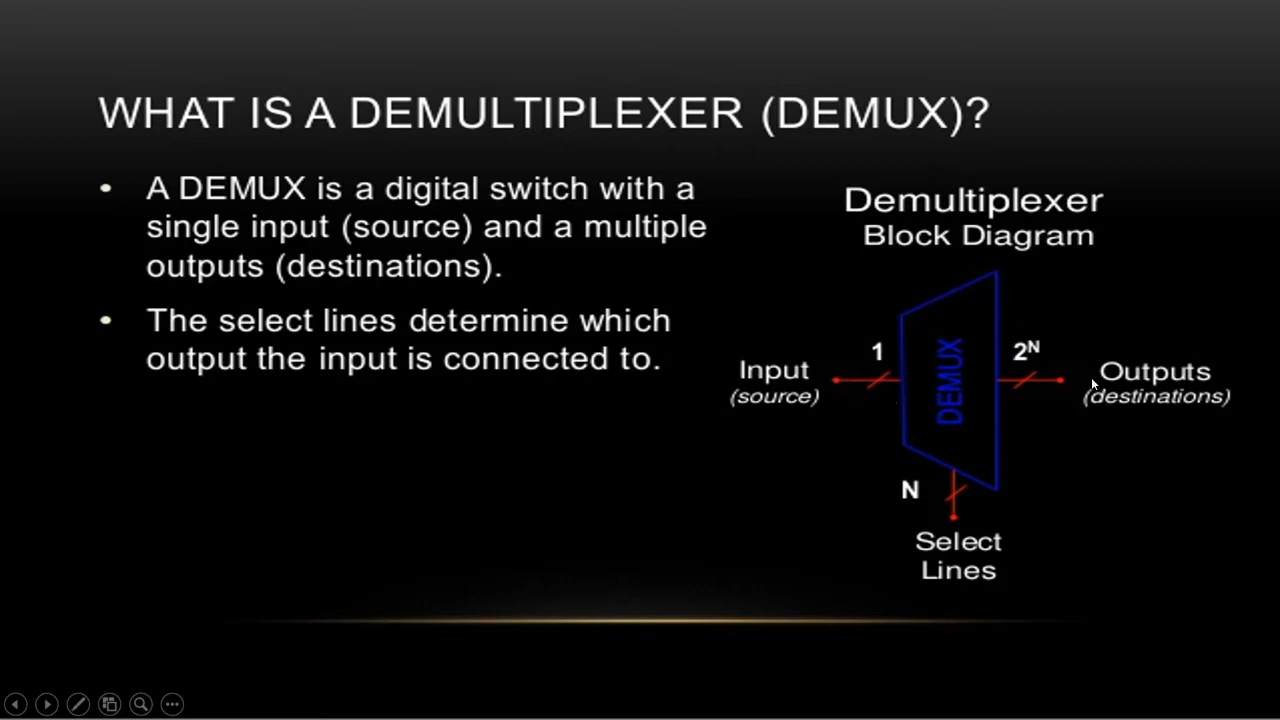 WHAT IS A DEMULTIPLEXER (DEMUX)?
• A DEMUX is a digital switch with a
single input (source) and a multiple
outputs (destinations).
• The select lines determine which
output the input is connected to.
Demultiplexer
Block Diagram
Input
(source)
1
DEMUX
2ᴺ
Outputs
(destinations)
N
Select
Lines